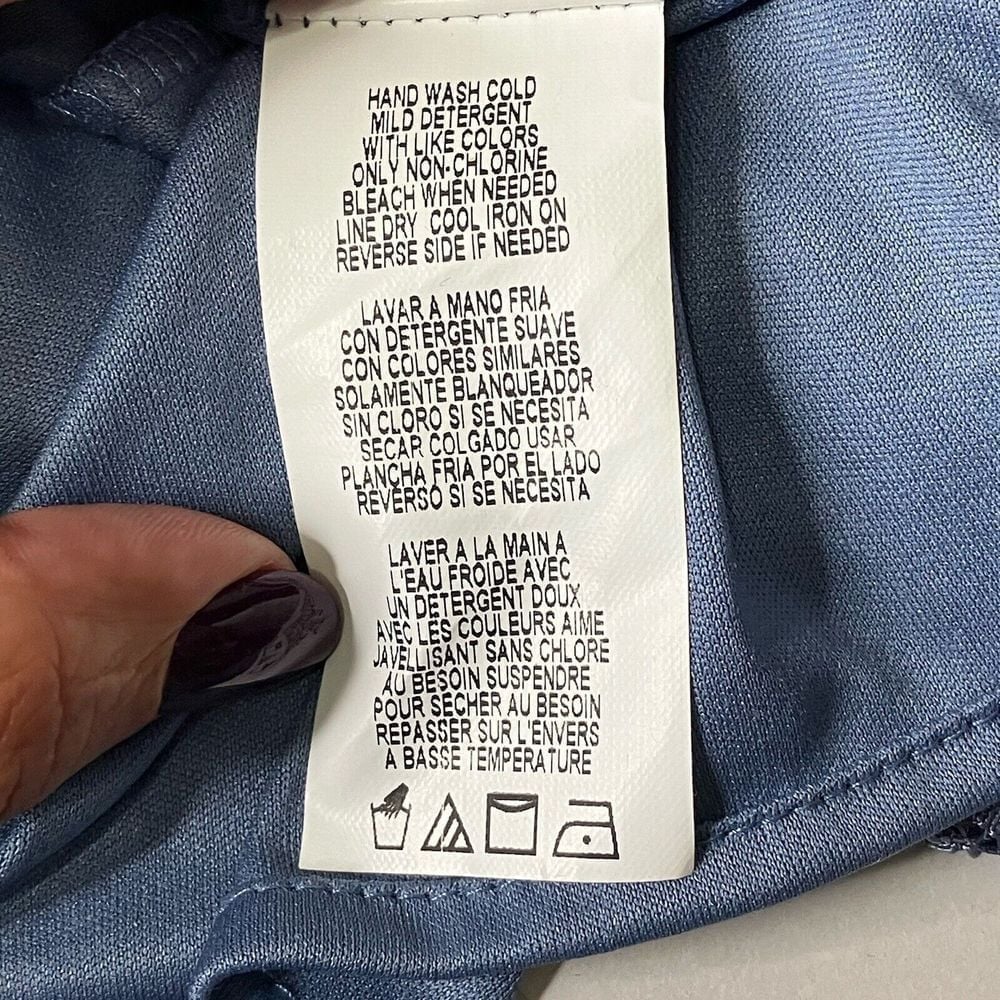 HAND WASH COLD
MILD DETERGENT
WITH LIKE COLORS
ONLY NON-CHLORINE
BLEACH WHEN NEEDED
LINE DRY COOL IRON ON
REVERSE SIDE IF NEEDED
LAVAR A MANO FRIA
CON DETERGENTE SUAVE
CON COLORES SIMILARES
SOLAMENTE BLANQUEADOR
SIN CLORO SI SE NECESITA
SECAR COLGADO USAR
PLANCHA FRIA POR EL LADO
REVERSO SI SE NECESITA
LAVER A LA MAIN A
L'EAU FROIDE AVEC
UN DETERGENT DOUX
AVEC LES COULEURS AIME
JAVELLISANT SANS CHLORE
AU BESOIN SUSPENDRE
POUR SECHER AU BESOIN
REPASSER SUR L'ENVERS
A BASSE TEMPERATURE